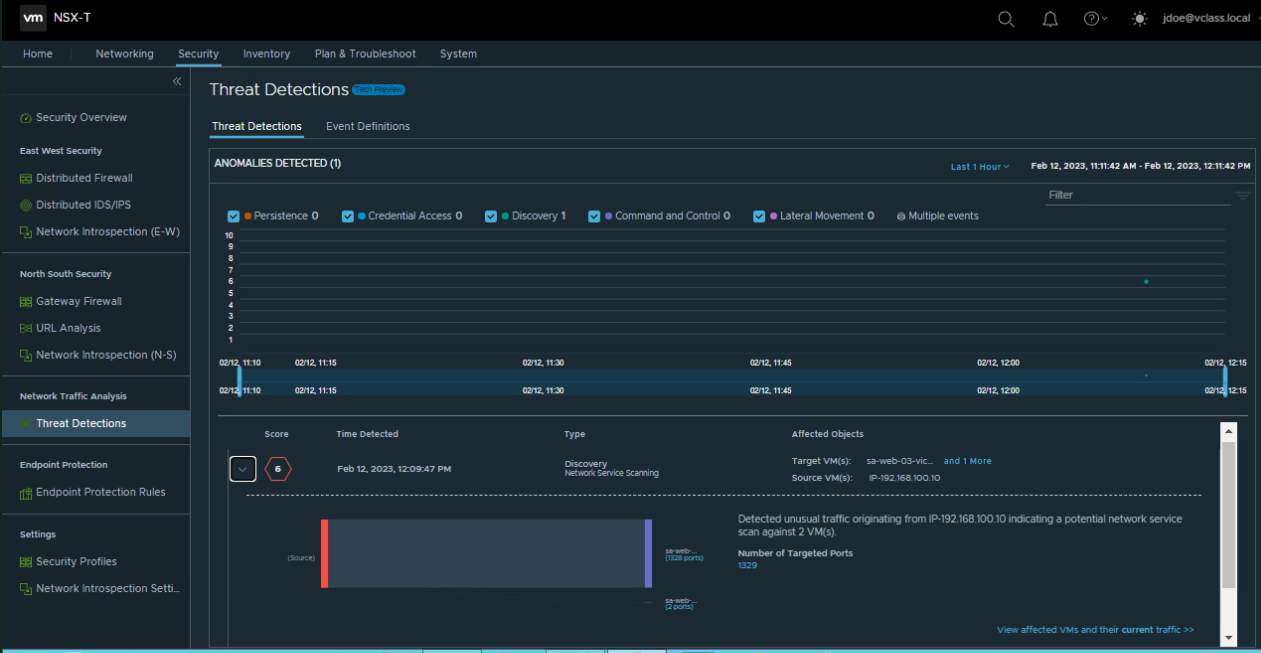 vm NSX-T
jdoe@vclass.local
Home Networking Security Inventory Plan & Troubleshoot System
Security Overview
East West Security
Distributed Firewall
Distributed IDS/IPS
Network Introspection (E-W)
North South Security
Gateway Firewall
URL Analysis
Network Introspection (N-S)
Network Traffic Analysis
Threat Detections
Endpoint Protection
Endpoint Protection Rules
Settings
Security Profiles
Network Introspection Setti...
Threat Detections Tech Preview
Threat Detections Event Definitions
ANOMALIES DETECTED (1)
Last 1 Hour Feb 12, 2023, 11:11:42 AM - Feb 12, 2023, 12:11:42 PM
Filter
Persistence 0 Credential Access 0 Discovery 1 Command and Control 0 Lateral Movement 0 Multiple events
10
9
8
7
6
5
4
3
2
1
02/12, 11:10 02/12, 11:15 02/12, 11:30 02/12, 11:45 02/12, 12:00 02/12, 12:15
02/12, 11:10 02/12, 11:15 02/12, 11:30 02/12, 11:45 02/12, 12:00 02/12, 12:15
Score Time Detected Type Affected Objects
6 Feb 12, 2023, 12:09:47 PM
Discovery
Network Service Scanning
Target VM(s): sa-web-03-vic... and 1 More
Source VM(s): IP-192.168.100.10
(Source)
sa-web-...
(1328 ports)
sa-web-...
(2 ports)
Detected unusual traffic originating from IP-192.168.100.10 indicating a potential network service
scan against 2 VM(s).
Number of Targeted Ports
1329
View affected VMs and their current traffic >>